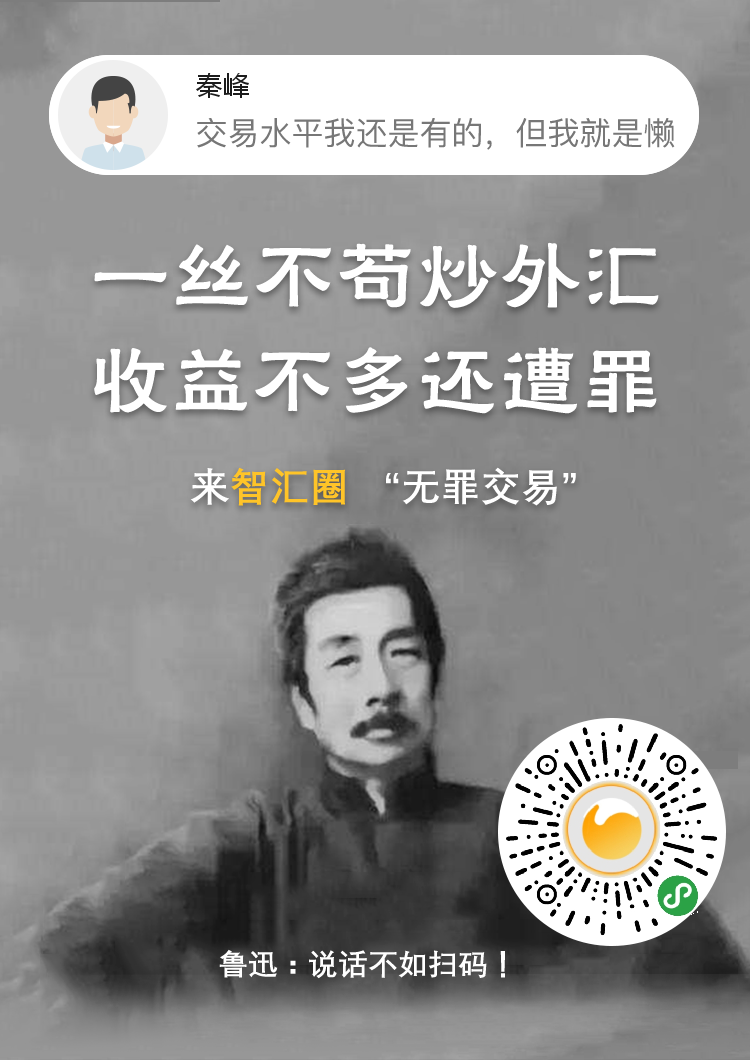 秦峰
交易水平我还是有的，但我就是懒
一丝不苟炒外汇
收益不多还遭罪
来智汇圈 “无罪交易”
鲁迅：说话不如扫码！